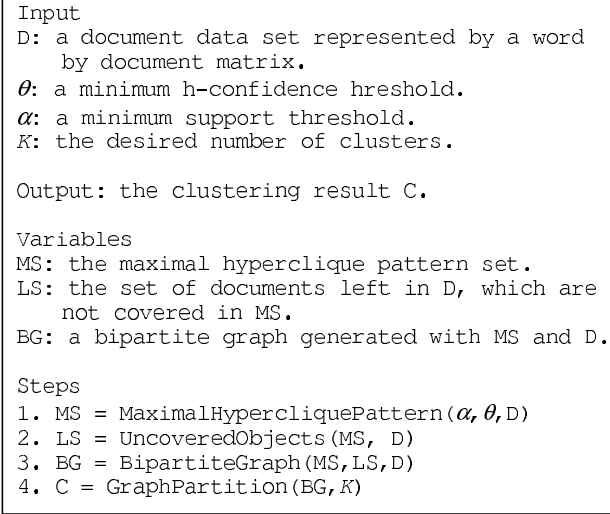 Input
D: a document data set represented by a word
by document matrix.
θ: a minimum h-confidence hreshold.
α: a minimum support threshold.
K: the desired number of clusters.
Output: the clustering result C.
Variables
MS: the maximal hyperclique pattern set.
LS: the set of documents left in D, which are
not covered in MS.
BG: a bipartite graph generated with MS and D.
Steps
1. MS = MaximalHypercliquePattern(α, θ,D)
2. LS = UncoveredObjects(MS, D)
3. BG = BipartiteGraph(MS,LS,D)
4. C = GraphPartition(BG,K)